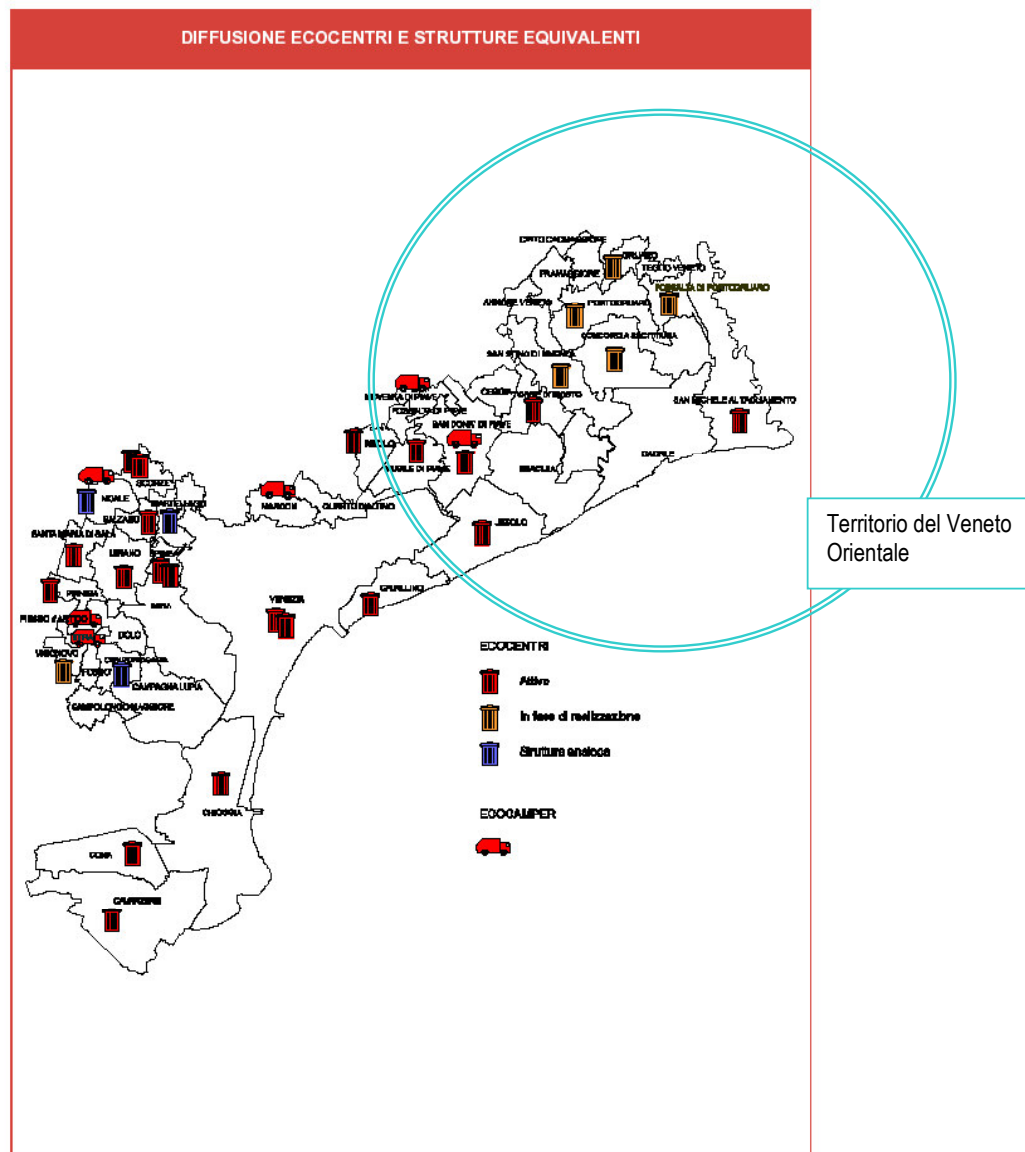 DIFFUSIONE ECOCENTRI E STRUTTURE EQUIVALENTI
PRAMAGGIORE
TEGLIO VENETO
FOSSALTA DI PORTOGRUARO
ANNONE VENETO
PORTOGRUARO
CONCORDIA SAGITTARIA
SAN STINO DI LIVENZA
SAN MICHELE AL TAGLIAMENTO
NOVENTA DI PIAVE
FOSSALTA DI PIAVE
SAN DONA' DI PIAVE
MUSILE DI PIAVE
ERACLEA
CAORLE
SCORZE'
NOALE
MARCON
QUARTO D'ALTINO
MARTELLAGO
SALZANO
JESOLO
SANTA MARIA DI SALA
MIRANO
CAVALLINO
VENEZIA
MIRA
DOLO
VIGONOVO
FOSSO'
CAMPAGNA LUPIA
CAMPOLONGO MAGGIORE
Territorio del Veneto
Orientale
ECOCENTRI
Attivo
In fase di realizzazione
Struttura analoga
CHIOGGIA
ECOCAMPER
CONA
CAVARZERE